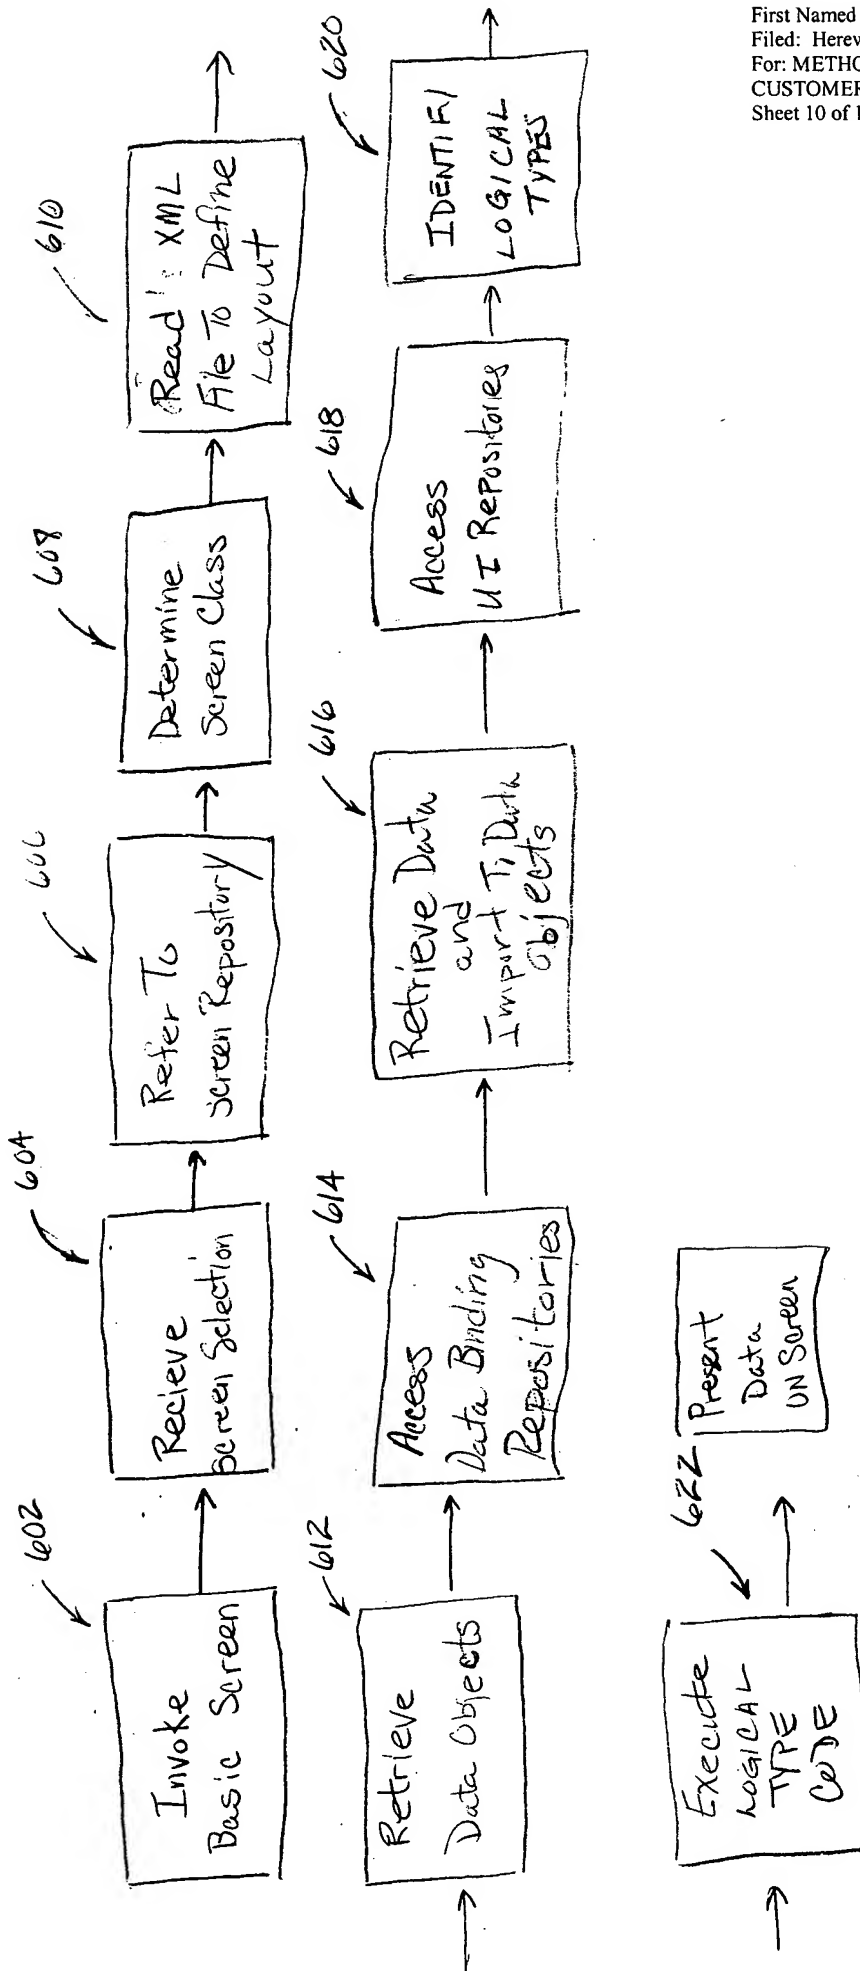 First Named
Filed: Herew
For: METHO
CUSTOMER
Sheet 10 of 1
602
Invoke
Basic Screen
604
Recieve
Screen Selection
606
Refer To
Screen Repository
608
Determine
Screen Class
610
Read XML
File To Define
Layout
612
Retrieve
Data Objects
614
Access
Data Binding
Repositories
616
Retrieve Data
and
Import To Data
Objects
618
Access
UI Repositories
620
IDENTIFY
LOGICAL
TYPES
622
Execute
LOGICAL
TYPE
CODE
Present
Data
ON Screen